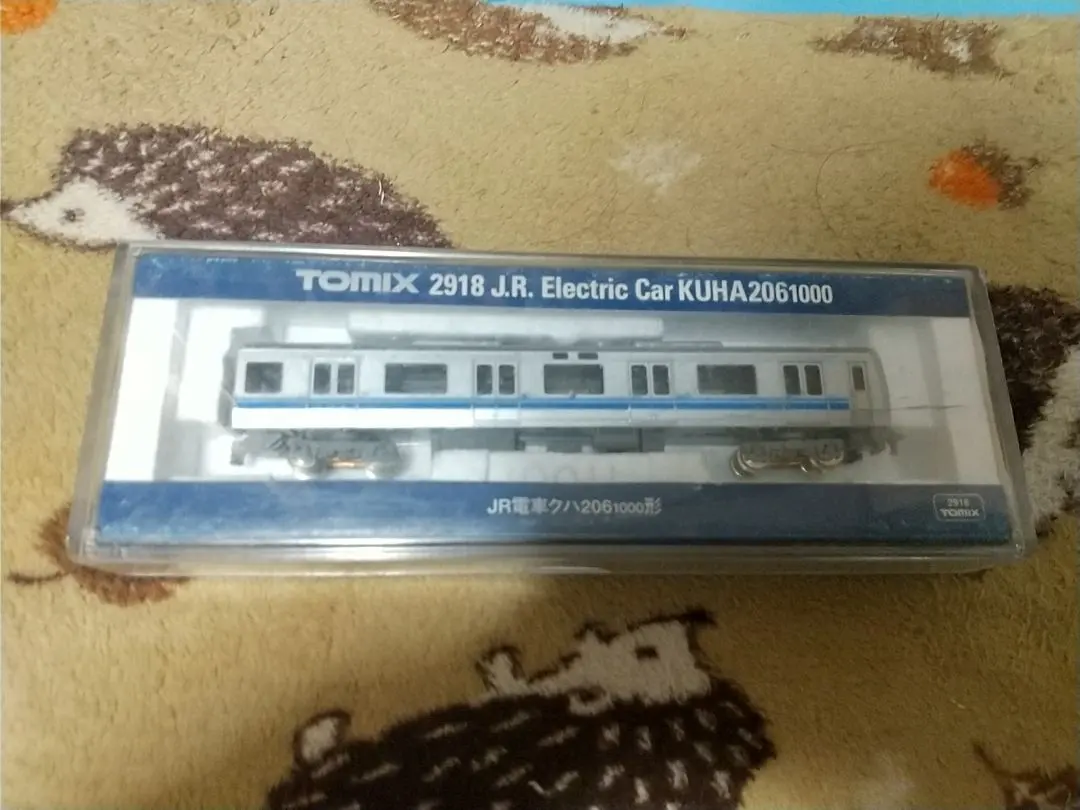 TOMIX 2918 J.R. Electric Car KUHA2061000
JR電車クハ2061000形
2918
TOMIX